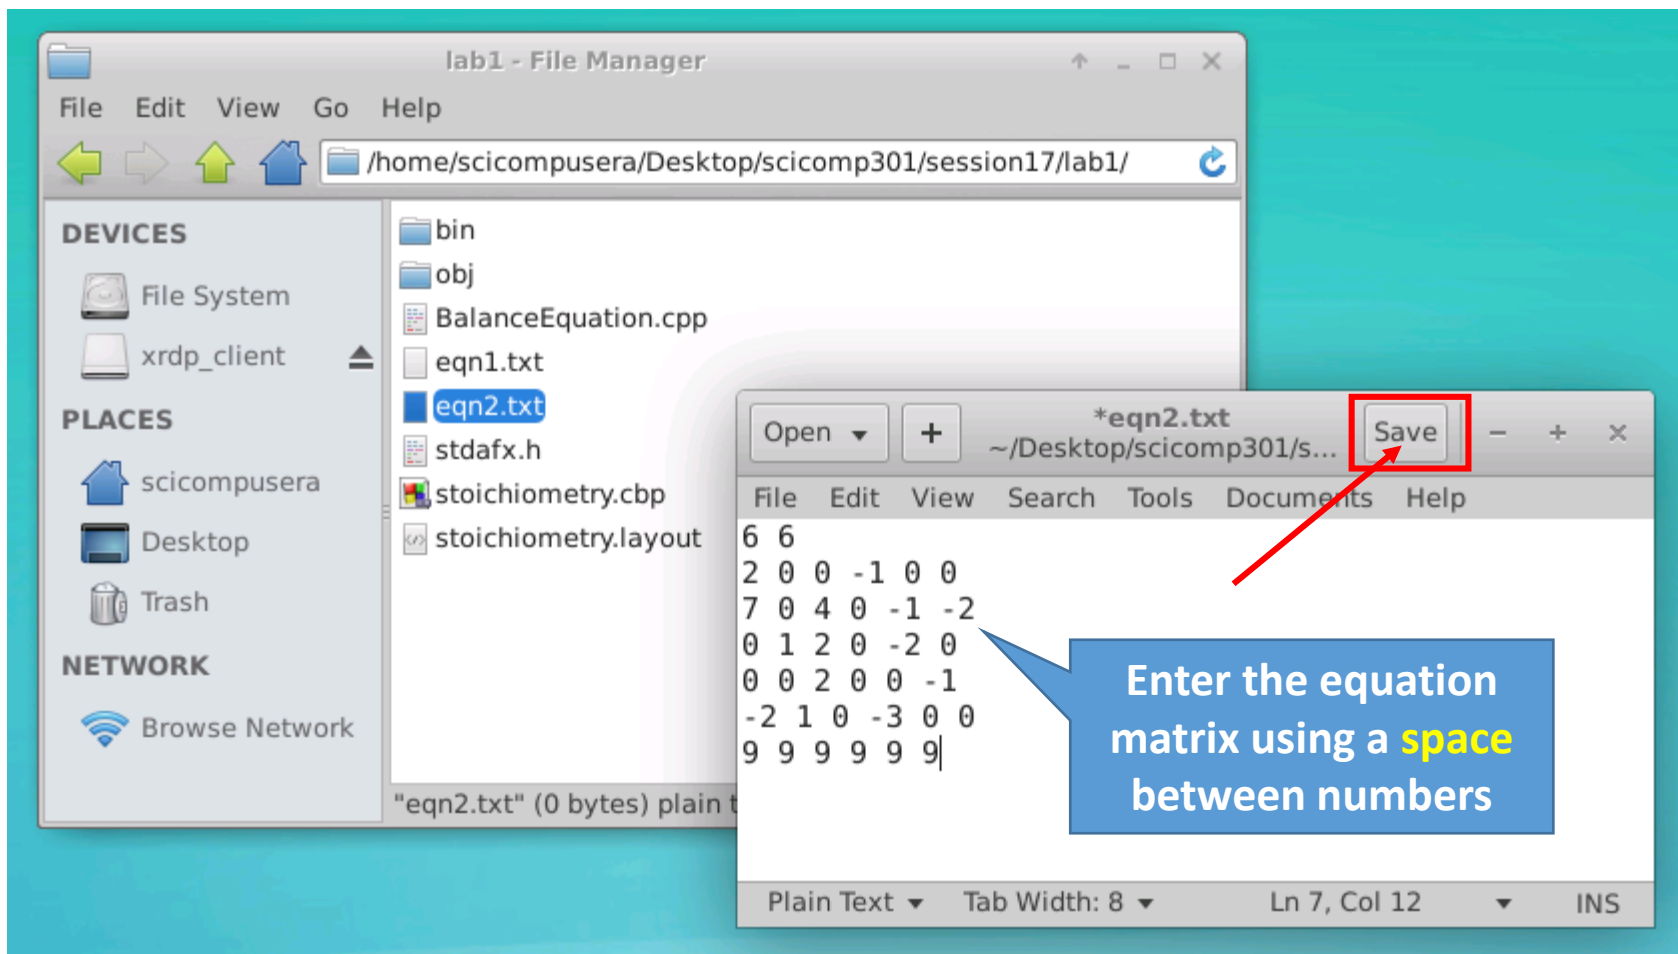 lab1 - File Manager
File Edit View Go Help
/home/scicompusera/Desktop/scicomp301/session17/lab1/
DEVICES
File System
xrdp_client
PLACES
scicompusera
Desktop
Trash
NETWORK
Browse Network
bin
obj
BalanceEquation.cpp
eqn1.txt
eqn2.txt
stdafx.h
stoichiometry.cbp
stoichiometry.layout
"eqn2.txt" (0 bytes) plain
Open + *eqn2.txt Save
~/Desktop/scicomp301/s...
File Edit View Search Tools Documents Help
6 6
2 0 0 -1 0 0
7 0 4 0 -1 -2
0 1 2 0 -2 0
0 0 2 0 0 -1
-2 1 0 -3 0 0
9 9 9 9 9 9
Enter the equation
matrix using a space
between numbers
Plain Text Tab Width: 8 Ln 7, Col 12 INS